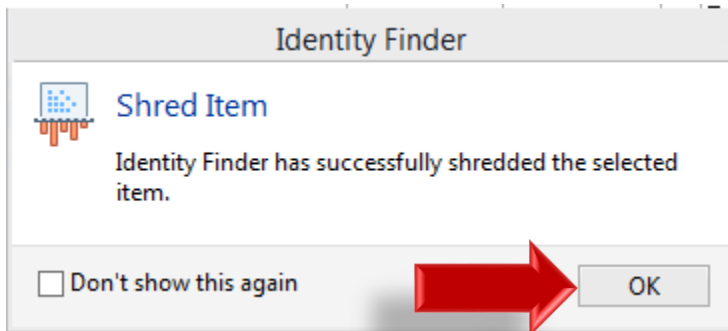 Identity Finder
Shred Item
Identity Finder has successfully shredded the selected
item.
Don't show this again
OK